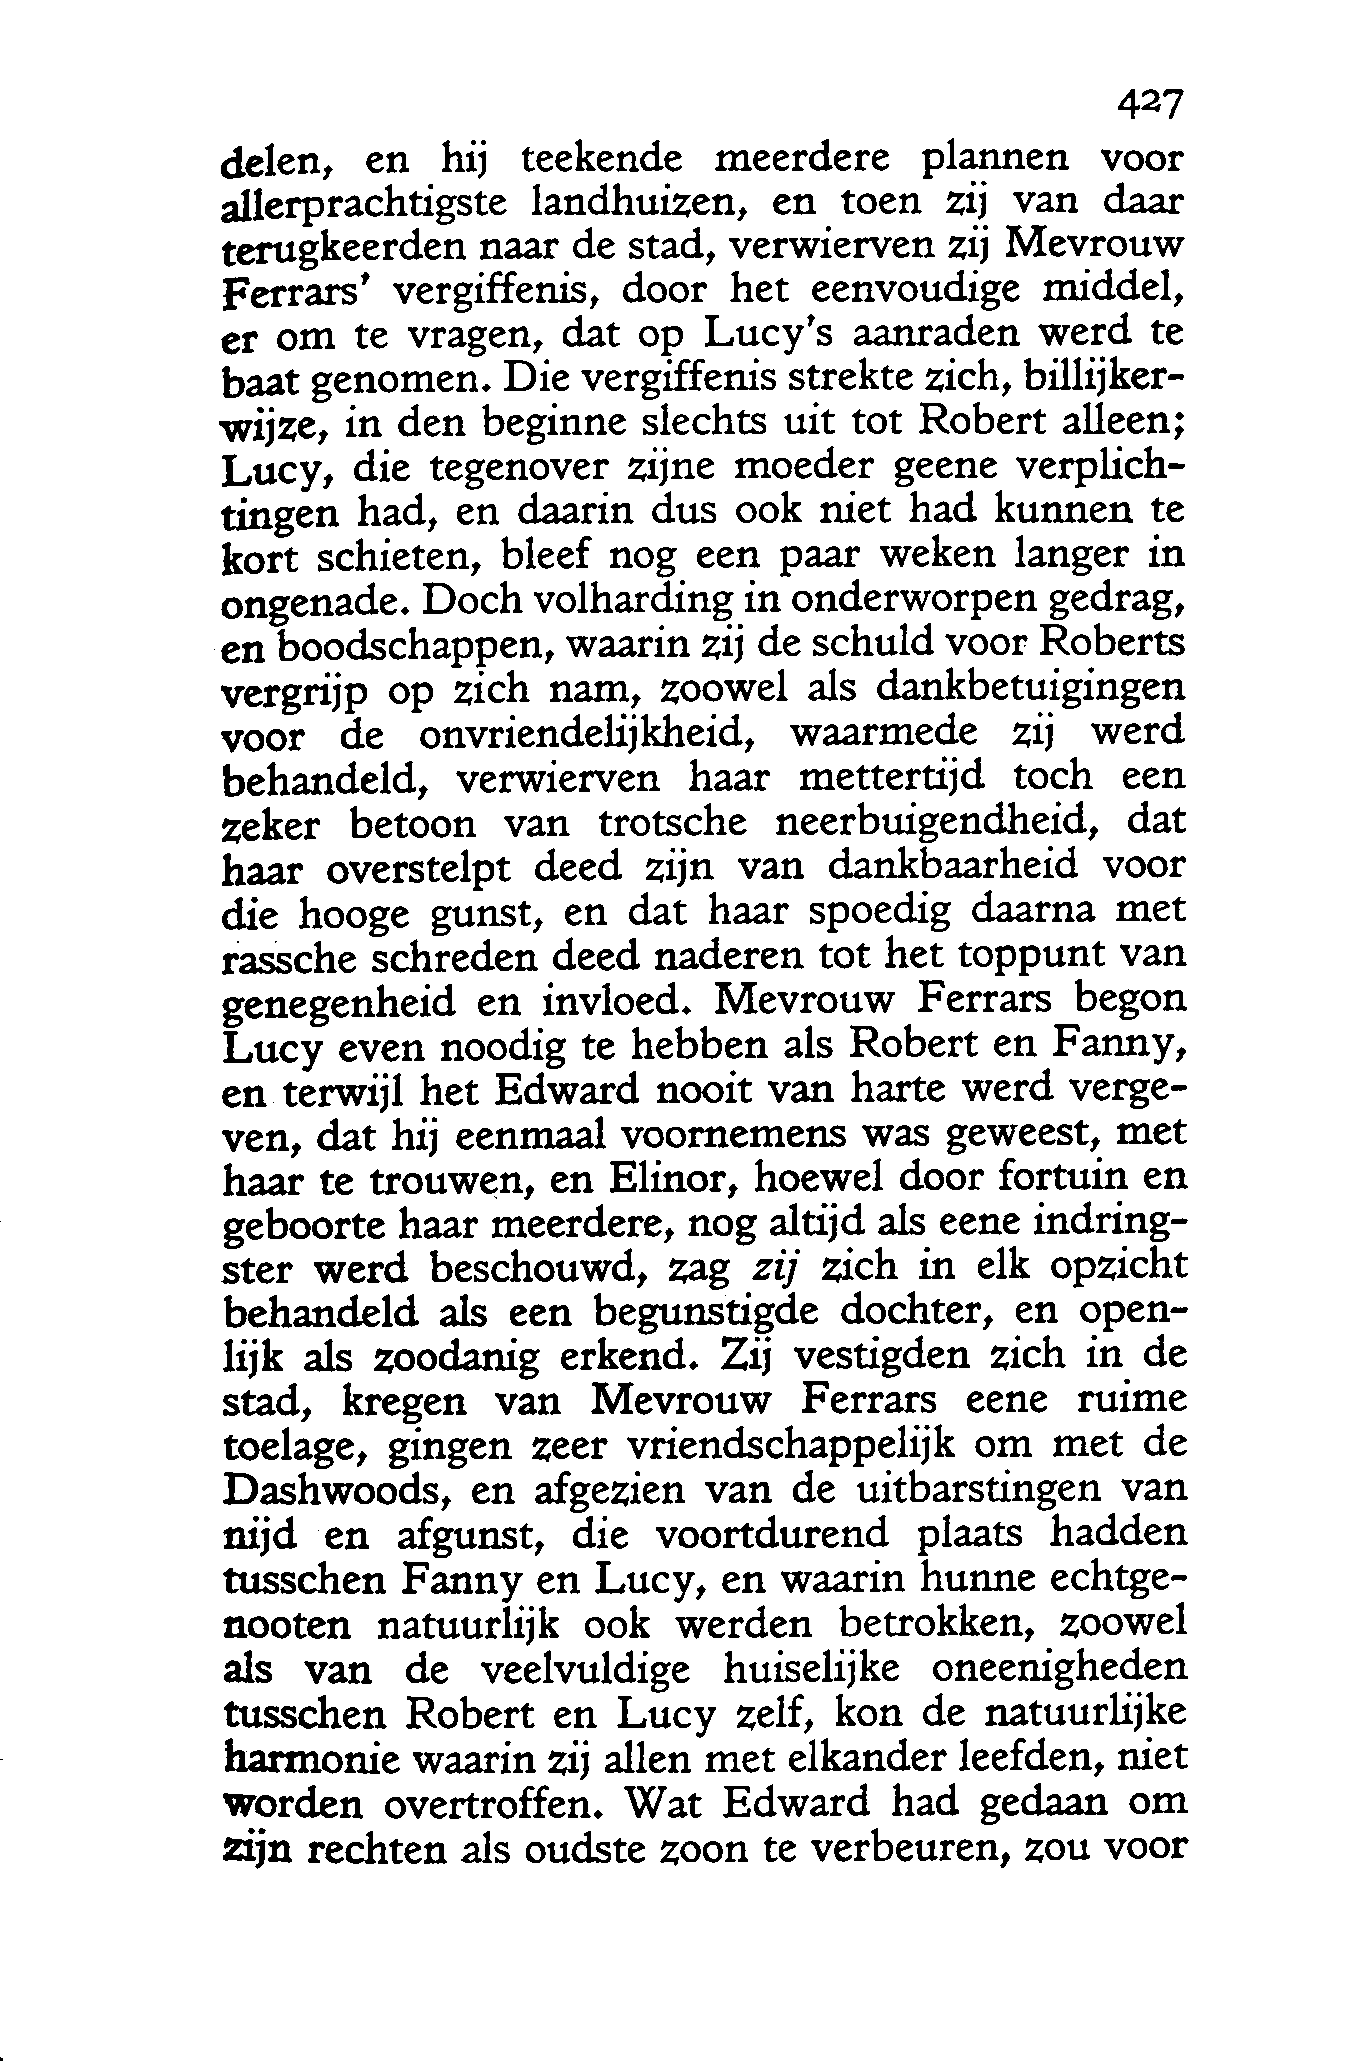 427
delen, en hij teekende meerdere plannen voor
allerprachtigste landhuizen, en toen zij van daar
terugkeerden naar de stad, verwierven zij Mevrouw
Ferrars' vergiffenis, door het eenvoudige middel,
er om te vragen, dat op Lucy's aanraden werd te
baat genomen. Die vergiffenis strekte zich, billijker-
wijze, in den beginne slechts uit tot Robert alleen;
Lucy, die tegenover zijne moeder geene verplich-
tingen had, en daarin dus ook niet had kunnen te
kort schieten, bleef nog een paar weken langer in
ongenade. Doch volharding in onderworpen gedrag,
en boodschappen, waarin zij de schuld voor Roberts
vergrijp op zich nam, zoowel als dankbetuigingen
voor de onvriendelijkheid, waarmede zij werd
behandeld, verwierven haar mettertijd toch een
zeker betoon van trotsche neerbuigendheid, dat
haar overstelpt deed zijn van dankbaarheid voor
die hooge gunst, en dat haar spoedig daarna met
rassche schreden deed naderen tot het toppunt van
genegenheid en invloed. Mevrouw Ferrars begon
Lucy even noodig te hebben als Robert en Fanny,
en terwijl het Edward nooit van harte werd verge-
ven, dat hij eenmaal voornemens was geweest, met
haar te trouwen, en Elinor, hoewel door fortuin en
geboorte haar meerdere, nog altijd als eene indring-
ster werd beschouwd, zag zij zich in elk opzicht
behandeld als een begunstigde dochter, en open-
lijk als zoodanig erkend. Zij vestigden zich in de
stad, kregen van Mevrouw Ferrars eene ruime
toelage, gingen zeer vriendschappelijk om met de
Dashwoods, en afgezien van de uitbarstingen van
nijd en afgunst, die voortdurend plaats hadden
tusschen Fanny en Lucy, en waarin hunne echtge-
nooten natuurlijk ook werden betrokken, zoowel
als van de veelvuldige huiselijke oneenigheden
tusschen Robert en Lucy zelf, kon de natuurlijke
harmonie waarin zij allen met elkander leefden, niet
worden overtroffen. Wat Edward had gedaan om
zijn rechten als oudste zoon te verbeuren, zou voor